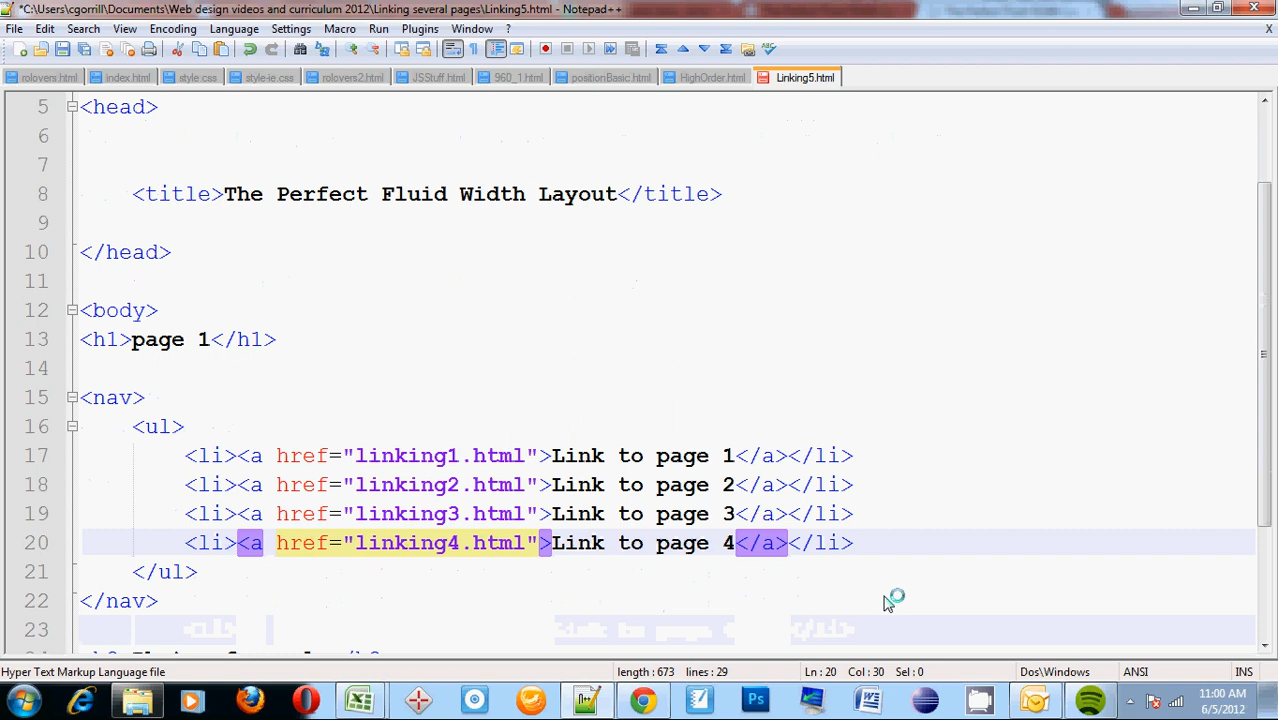 *C:\Users\cgorrill\Documents\Web design videos and curriculum 2012\Linking several pages\Linking5.html - Notepad++
File Edit Search View Encoding Language Settings Macro Run Plugins Window ? X
rolovers.html index.html style.css style-ie.css rolovers2.html JSStuff.html 960_1.html positionBasic.html HighOrder.html Linking5.html
5 <head>
6
7
8 <title>The Perfect Fluid Width Layout</title>
9
10 </head>
11
12 <body>
13 <h1>page 1</h1>
14
15 <nav>
16 <ul>
17 <li><a href="linking1.html">Link to page 1</a></li>
18 <li><a href="linking2.html">Link to page 2</a></li>
19 <li><a href="linking3.html">Link to page 3</a></li>
20 <li><a href="linking4.html">Link to page 4</a></li>
21 </ul>
22 </nav>
23
Hyper Text Markup Language file length : 673 lines : 29 Ln : 20 Col : 30 Sel : 0 Dos\Windows ANSI INS
11:00 AM
6/5/2012